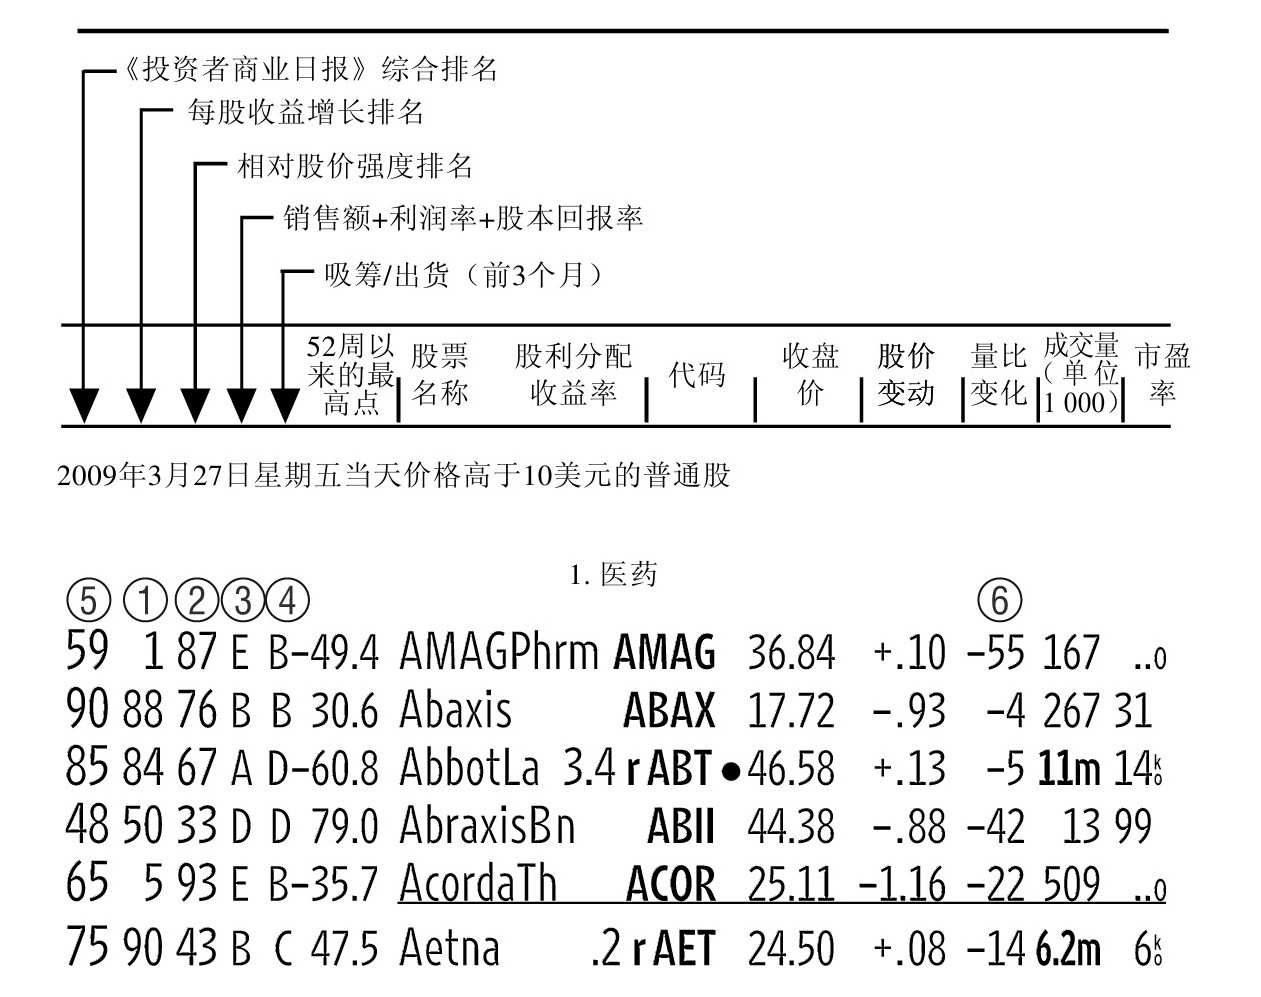 《投资者商业日报》综合排名
每股收益增长排名
相对股价强度排名
销售额+利润率+股本回报率
吸筹/出货（前3个月）
52周以来的最高点 股票名称 股利分配收益率 代码 收盘价 股价变动 量比变化 成交量（单位1 000） 市盈率
2009年3月27日星期五当天价格高于10美元的普通股
1. 医药
⑤ ① ② ③ ④ ⑥
59 1 87 E B–49.4 AMAGPhrm AMAG 36.84 +.10 –55 167 ..o
90 88 76 B B 30.6 Abaxis ABAX 17.72 –.93 –4 267 31
85 84 67 A D–60.8 AbbotLa 3.4 r ABT ●46.58 +.13 –5 11m 14 k o
48 50 33 D D 79.0 AbraxisBn ABII 44.38 –.88 –42 13 99
65 5 93 E B–35.7 AcordaTh ACOR 25.11 –1.16 –22 509 ..o
75 90 43 B C 47.5 Aetna .2 r AET 24.50 +.08 –14 6.2m 6 k o